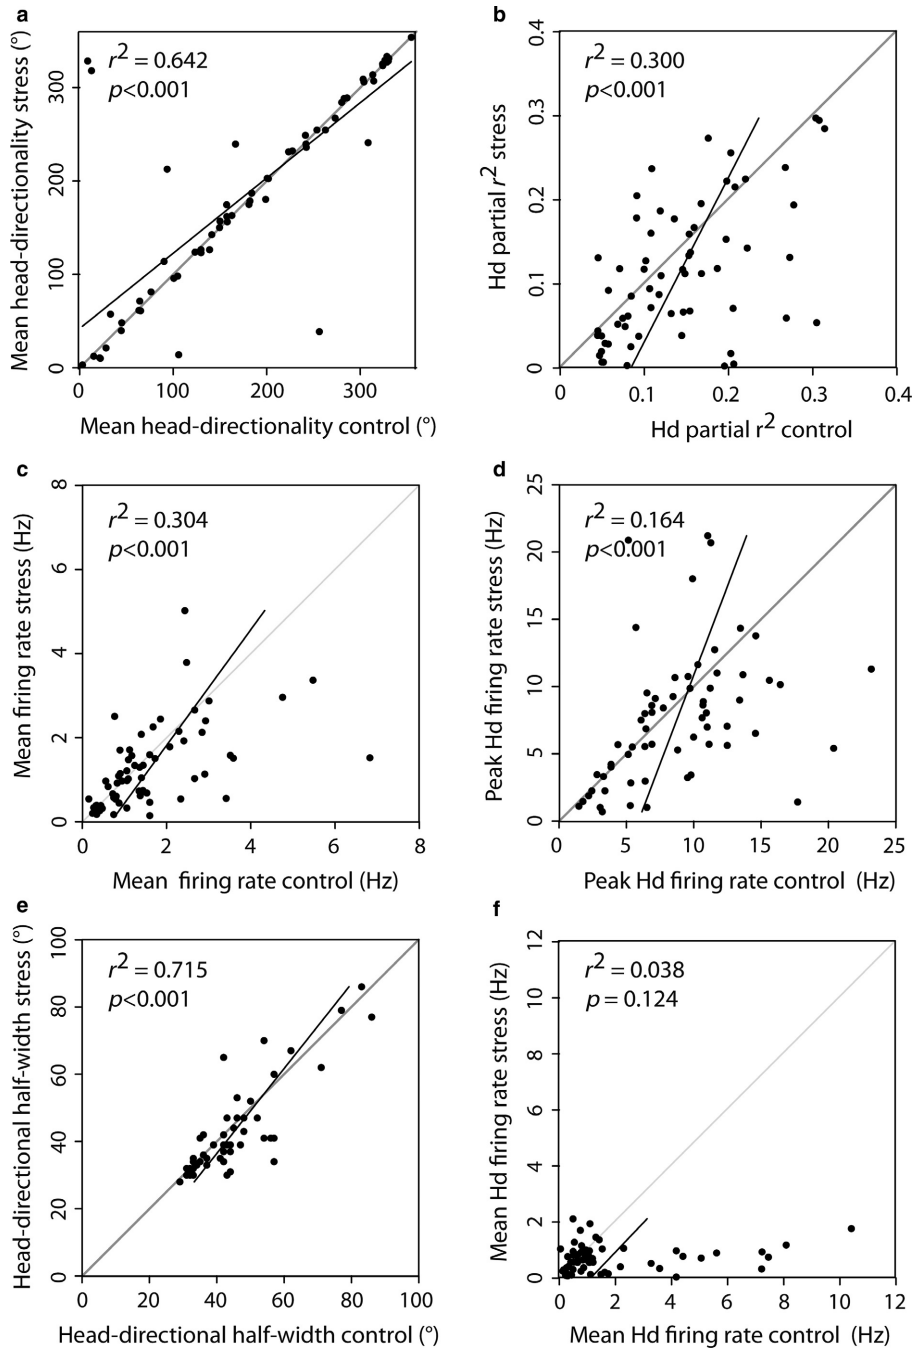 a
r² = 0.642
p<0.001
Mean head-directionality stress (°)
300
200
100
0
0 100 200 300
Mean head-directionality control (°)
b
r² = 0.300
p<0.001
Hd partial r² stress
0.4
0.3
0.2
0.1
0
0 0.1 0.2 0.3 0.4
Hd partial r² control
c
r² = 0.304
p<0.001
Mean firing rate stress (Hz)
8
6
4
2
0
0 2 4 6 8
Mean firing rate control (Hz)
d
r² = 0.164
p<0.001
Peak Hd firing rate stress (Hz)
25
20
15
10
5
0
0 5 10 15 20 25
Peak Hd firing rate control (Hz)
e
r² = 0.715
p<0.001
Head-directional half-width stress (°)
100
80
60
40
20
0
0 20 40 60 80 100
Head-directional half-width control (°)
f
r² = 0.038
p = 0.124
Mean Hd firing rate stress (Hz)
12
10
8
6
4
2
0
0 2 4 6 8 10 12
Mean Hd firing rate control (Hz)